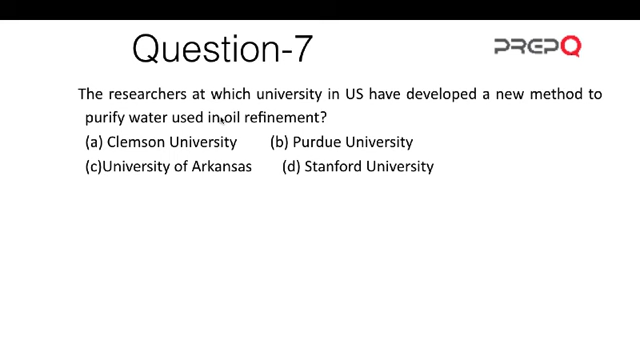 Question-7
PREPQ
The researchers at which university in US have developed a new method to
purify water used in oil refinement?
(a) Clemson University (b) Purdue University
(c)University of Arkansas (d) Stanford University